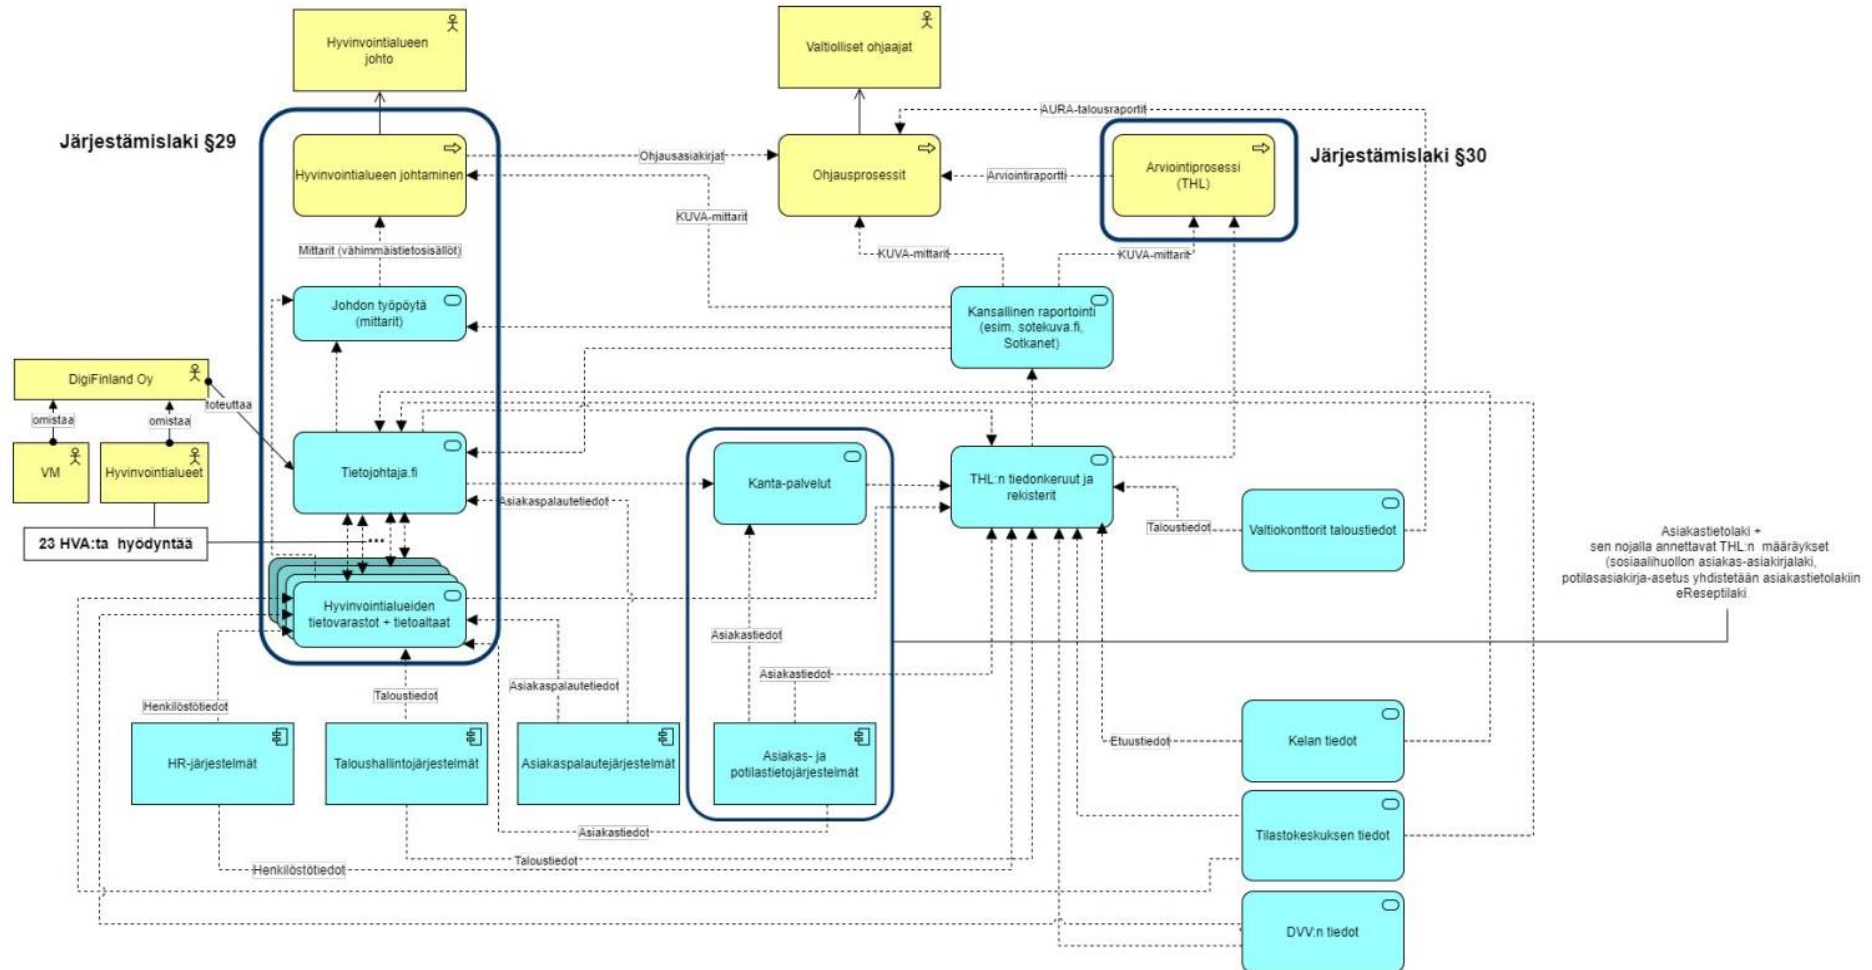 Hyvinvointialueen
johto
Valtiolliset ohjaajat
AURA-talousraportit
Järjestämislaki §29
Järjestämislaki §30
Hyvinvointialueen johtaminen
Ohjausasiakirjat
Ohjausprosessit
Arviointiraportti
Arviointiprosessi
(THL)
KUVA-mittarit
Mittarit (vähimmäistietosisällöt)
KUVA-mittarit
KUVA-mittarit
Johdon työpöytä
(mittarit)
Kansallinen raportointi
(esim. sotekuva.fi,
Sotkanet)
DigiFinland Oy
toteuttaa
omistaa
omistaa
VM
Hyvinvointialueet
Tietojohtaja.fi
Kanta-palvelut
THL:n tiedonkeruut ja
rekisterit
Asiakaspalautetiedot
Taloustiedot
Valtiokonttorit taloustiedot
23 HVA:ta hyödyntää
...
Asiakastietolaki +
sen nojalla annettavat THL:n määräykset
(sosiaalihuollon asiakas-asiakirjalaki,
potilasasiakirja-asetus yhdistetään asiakastietolakiin
eReseptilaki
Hyvinvointialueiden
tietovarastot + tietoaltaat
Asiakastiedot
Asiakastiedot
Asiakaspalautetiedot
Taloustiedot
Henkilöstötiedot
HR-järjestelmät
Taloushallintojärjestelmät
Asiakaspalautejärjestelmät
Asiakas- ja
potilastietojärjestelmät
Etuustiedot
Kelan tiedot
Asiakastiedot
Tilastokeskuksen tiedot
Taloustiedot
Henkilöstötiedot
DVV:n tiedot